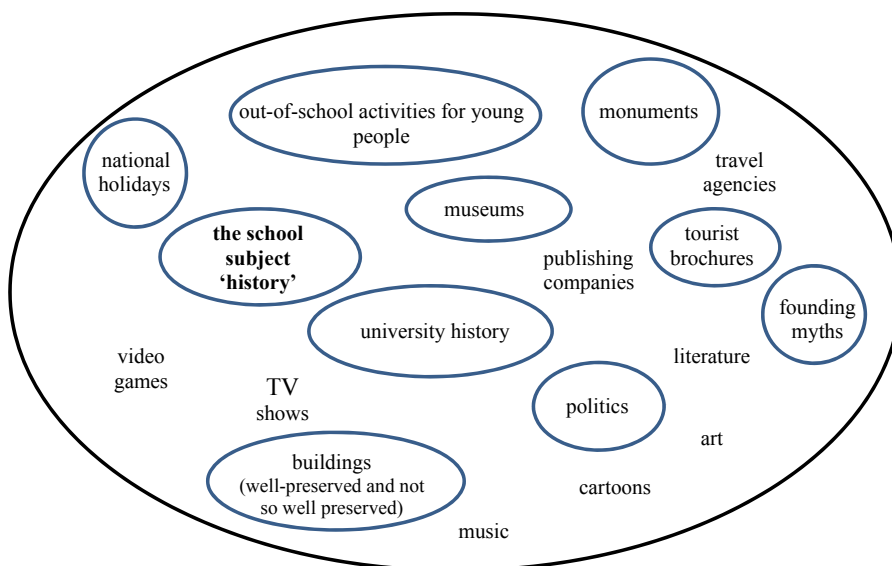 out-of-school activities for young
people
monuments
national
holidays
travel
agencies
museums
the school
subject
‘history’
tourist
brochures
publishing
companies
founding
myths
university history
video
games
literature
TV
shows
politics
art
buildings
(well-preserved and not
so well preserved)
cartoons
music